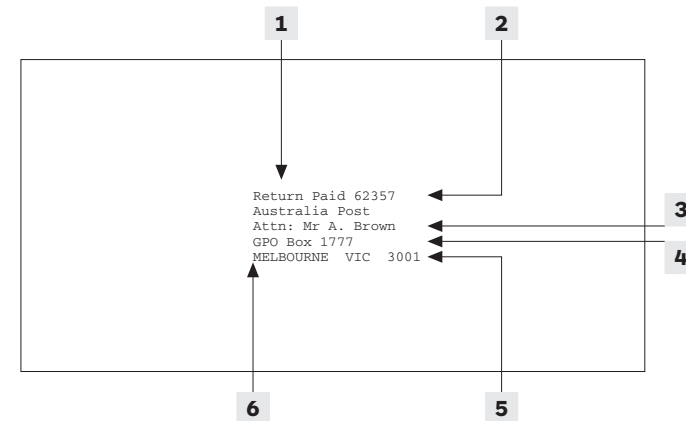 1 2
Return Paid 62357
Australia Post
Attn: Mr A. Brown
GPO Box 1777
MELBOURNE VIC 3001
3
4
6 5